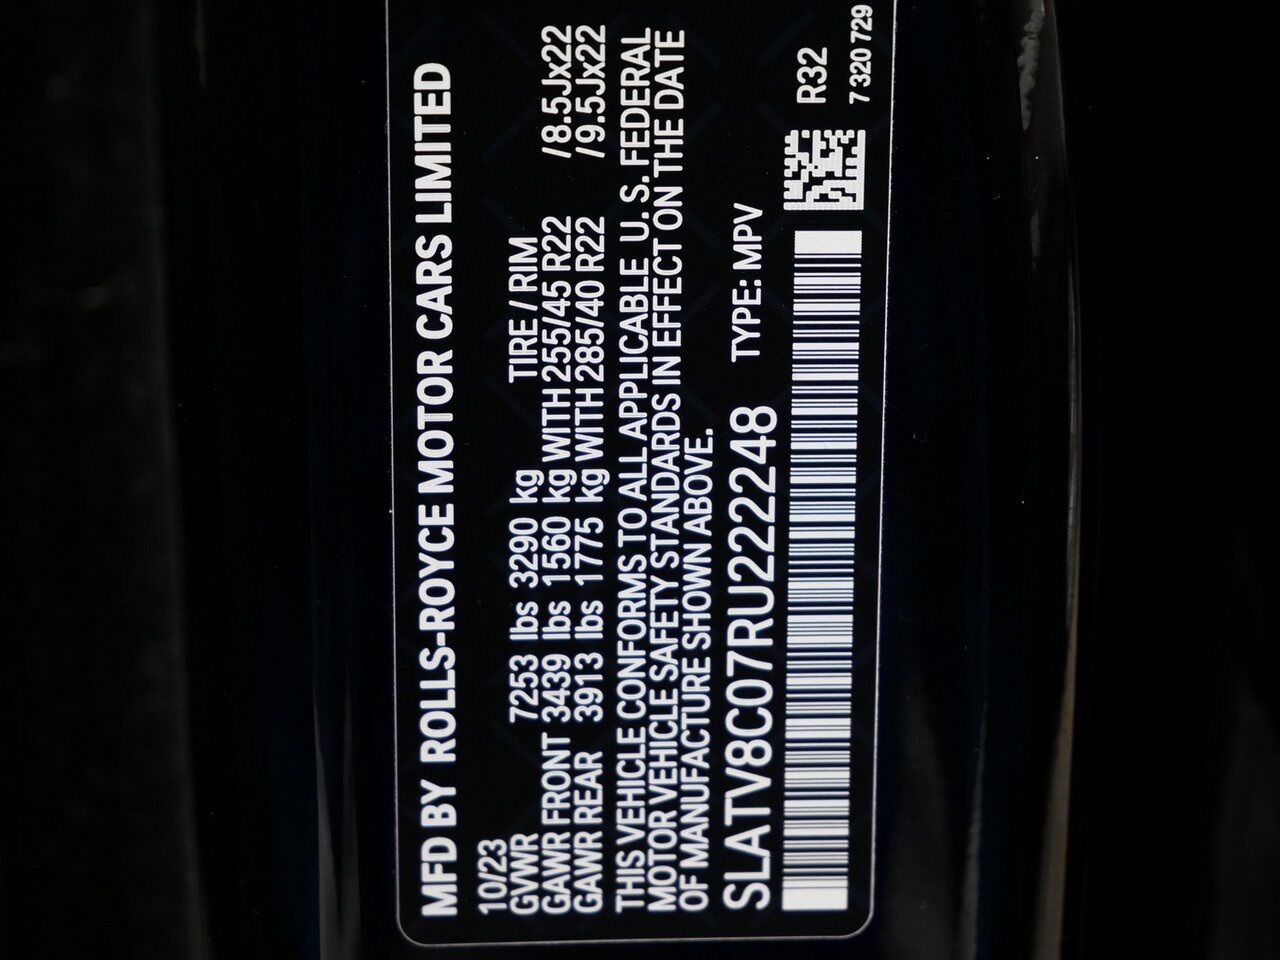 MFD BY ROLLS-ROYCE MOTOR CARS LIMITED
10/23
GVWR 7253 lbs 3290 kg TIRE / RIM
GAWR FRONT 3439 lbs 1560 kg WITH 255/45 R22 /8.5Jx22
GAWR REAR 3913 lbs 1775 kg WITH 285/40 R22 /9.5Jx22
THIS VEHICLE CONFORMS TO ALL APPLICABLE U.S. FEDERAL
MOTOR VEHICLE SAFETY STANDARDS IN EFFECT ON THE DATE
OF MANUFACTURE SHOWN ABOVE.
SLATV8C07RU222248 TYPE: MPV
R32
7 320 729